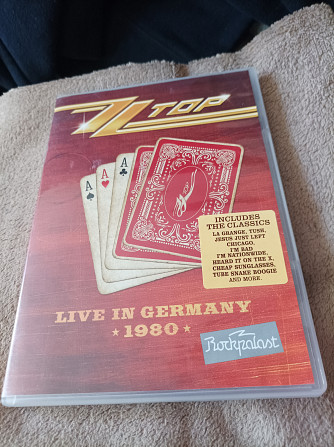 ZZ TOP
A
A
A
INCLUDES
THE CLASSICS
LA GRANGE, TUSH,
JESUS JUST LEFT
CHICAGO,
I'M BAD
I'M NATIONWIDE,
HEARD IT ON THE X,
CHEAP SUNGLASSES,
TUBE SNAKE BOOGIE
AND MORE.
LIVE IN GERMANY
1980
Rockpalast